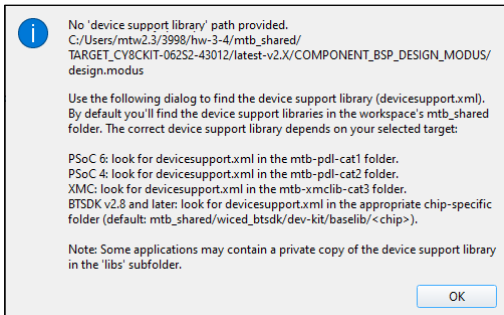 No 'device support library' path provided.
C:/Users/mtw2.3/3998/hw-3-4/mtb_shared/
TARGET_CY8CKIT-062S2-43012/latest-v2.X/COMPONENT_BSP_DESIGN_MODUS/
design.modus
Use the following dialog to find the device support library (devicesupport.xml).
By default you'll find the device support libraries in the workspace's mtb_shared
folder. The correct device support library depends on your selected target:
PSoC 6: look for devicesupport.xml in the mtb-pdl-cat1 folder.
PSoC 4: look for devicesupport.xml in the mtb-pdl-cat2 folder.
XMC: look for devicesupport.xml in the mtb-xmclib-cat3 folder.
BTSDK v2.8 and later: look for devicesupport.xml in the appropriate chip-specific
folder (default: mtb_shared/wiced_btsdk/dev-kit/baselib/<chip>).
Note: Some applications may contain a private copy of the device support library
in the 'libs' subfolder.
OK